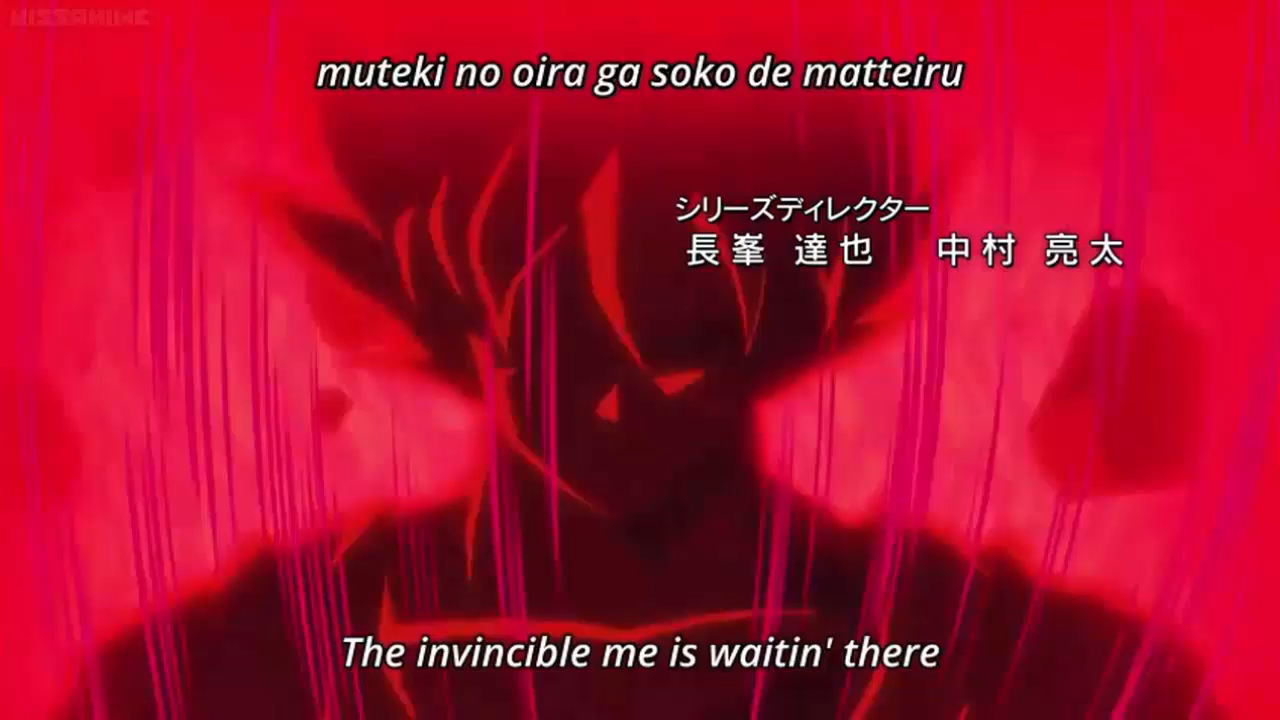 KISSANIME
muteki no oira ga soko de matteiru
シリーズディレクター
長峯 達也 中村 亮太
The invincible me is waitin' there